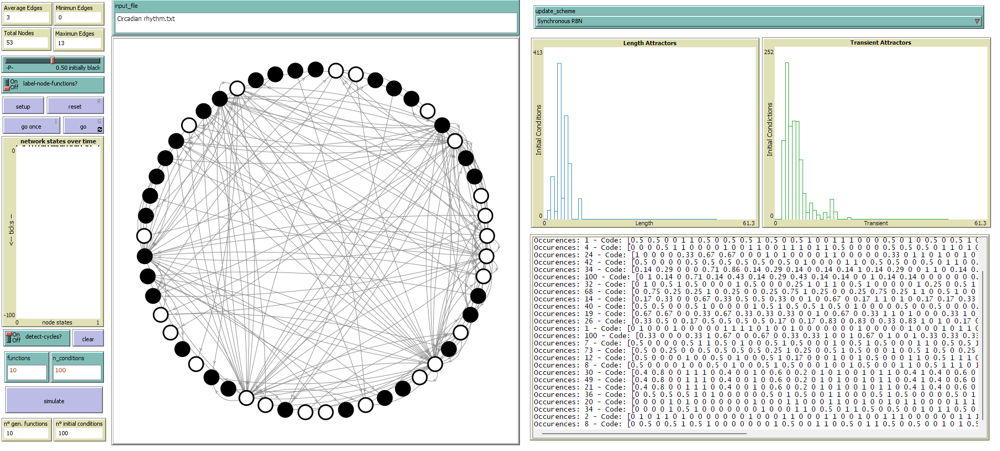 Average Edges
3
Minimun Edges
0
Total Nodes
53
Maximun Edges
13
-P-
0.50 initially black
On
Off
label-node-functions?
setup
reset
R
go once
1
go
G
network states over time
0
<-- ticks --
-100
0
node states
1
On
Off
detect-cycles?
clear
functions
10
n_conditions
100
simulate
n° gen. functions
10
n° initial conditions
100
input_file
Circadian rhythm.txt
update_scheme
Synchronous RBN
Length Attractors
413
Initial Conditions
0
0
Length
61.3
Transient Attractors
252
Initial Condictions
0
0
Transient
61.3
Occurences: 1 - Code: [0.5 0.5 0 0 1 1 0.5 0 0.5 0.5 1 0.5 0 0 1 0.5 1 0 0 1 1 1 0 0 0 0.5 0 1 0 0.5 0 0.5 1 0
Occurences: 4 - Code: [0 0 0 0.5 1 1 0 0 0 0 1 0 0 1 1 0 0 1 1 1 0 1 1 0.5 0 0 0 0 0.5 0.5 0 1 1 0 1 0
Occurences: 24 - Code: [1 0 0 0 0 0.33 0.67 0.67 0 0 0 1 0 1 0 0 0 0 1 1 0 0 0 0 0 0.33 0 1 1 0 1 0 0 1 0
Occurences: 42 - Code: [0.5 0 0 0 0 0.5 0.5 0.5 0.5 0.5 0 0.5 0 1 0 0 0 0 1 1 0 0.5 0.5 0 0 0.5 0 1 1 0 0
Occurences: 34 - Code: [0.14 0.29 0 0 0 0.71 0.86 0.14 0.29 0.14 0 0.14 0.14 1 0.14 0.29 0 0 1 1 0 0.14 0
Occurences: 100 - Code: [0 1 0.14 0 0.71 0.14 0.43 0.14 0.29 0.43 0.14 0.14 0 0 1 0.14 0.14 0 0 0 0 0 0 0
Occurences: 32 - Code: [0 1 0 0.5 1 0.5 0 0 0 0 1 0.5 0 0 0 0.25 1 0 1 1 0 0.5 1 0 0 0 0 1 0.25 0 0 0.5 1
Occurences: 68 - Code: [0 0.75 0.25 0.25 1 0 0.25 0 0 0.25 0.75 1 0.25 0 0 0.25 0.75 0.25 1 1 0 0.5 1 0 0
Occurences: 14 - Code: [0.17 0.33 0 0 0.67 0.33 0.5 0.5 0.33 0 0 1 0 0.67 0 0.17 1 1 0 1 0 0.17 0.17 0.33
Occurences: 40 - Code: [0.5 0.5 0 0.5 1 0 0 0 0 1 0.5 1 0.5 0.5 1 0.5 0 1 0 0 0 0 0.5 0 0 0.5 0 0
Occurences: 19 - Code: [0.67 0.67 0 0 0.33 0.67 0.33 0.33 0.33 0 0 1 0 0.67 0 0.33 1 1 0 1 0 0 0.33 1 0
Occurences: 26 - Code: [0.33 0.5 0 0.17 0.5 0.5 0.5 0.5 0.17 0 0.17 0.83 0 0.83 0 0.33 0.83 1 0 1 0 0.17 0
Occurences: 1 - Code: [0 1 0 0 0 1 0 0 0 0 0 1 1 1 1 0 1 0 0 1 0 0 0 0 1 0 0 0 0 0 1 0 0 0 1 0 1 1 0
Occurences: 100 - Code: [0.33 0 0 0 0.33 1 0.67 0 0 0.67 0 0.33 0.33 1 0 0 1 0.67 0 1 0 0 1 0.33 0.33 0.33
Occurences: 7 - Code: [0.5 0 0 0 0 0.5 1 1 0.5 0 0.5 1 0 0 1 0.5 0 1 0.5 0 0 0 1 1 0 0 0.5 1 1 0 0.5 0.5 1
Occurences: 73 - Code: [0.5 0 0.25 0 0 0.5 0.5 0.5 0.5 0.25 1 0.25 0 0 0.5 1 0.5 0 0 1 0 0.5 0 0.25
Occurences: 12 - Code: [0.5 0 0 0 0 1 0 0 0.5 0 1 0 0 0.5 1 0.17 0 0 0 0 1 0 0 0 1 1 0 0 0.5 1 1 1 0
Occurences: 8 - Code: [0.5 0 0 0 0 1 0 0 0.5 0 1 0 0 0.5 1 0.5 0 0 1 0 0 1 0.5 0 0 0 1 1 0 0.5 1 1 1 0 1
Occurences: 30 - Code: [0.4 0.8 0 0 1 1 1 0 0 0.4 0 0 1 0 0 0.6 0 0.2 0 1 0 1 0 0 1 0 1 1 0 0 0.4 1 0.4 0 0.6 0
Occurences: 49 - Code: [0.4 0.8 0 0 1 1 1 0 0 0.4 0 0 1 0 0 0.6 0 0.2 0 1 0 1 0 0 1 0 1 1 0 0 0.4 1 0.4 0 0.6 0
Occurences: 21 - Code: [0.4 0.8 0 0 1 1 1 0 0 0.4 0 0 1 0 0 0.6 0 0.2 0 1 0 1 0 0 1 0 1 1 0 0 0.4 1 0.4 0 0.6 0
Occurences: 36 - Code: [0 0.5 0.5 0.5 1 0 1 0 0 0 0 0 0.5 0 1 0.5 0 0 1 1 0 0 0 0.5 1 0.5 0 0 0 0.5 0 1
Occurences: 20 - Code: [0 0 0 0 1 0 1 0 0 0 0 0 0 0 1 0 0 0 1 1 0 0 0 1 0 0 1 0 0 0 1 1 1
Occurences: 34 - Code: [0 0 0 0 1 0.5 1 0 0 0 0 0 0 0 1 0 0 0 1 1 0 0.5 0 1 1 0.5 0 0 0.5 0 1 1 0.5 0
Occurences: 2 - Code: [0 1 0 1 1 0 1 0 0 0 0 0 1 0 0 1 1 0 0 0 0 0 0 0 1 1 1
Occurences: 8 - Code: [0 0 0.5 0 0.5 1 0.5 1 0 0 0 0 0 0 0 1 0.5 0 0 1 0.5 0 0 1 0.5 0 0 1 0 1 0.5